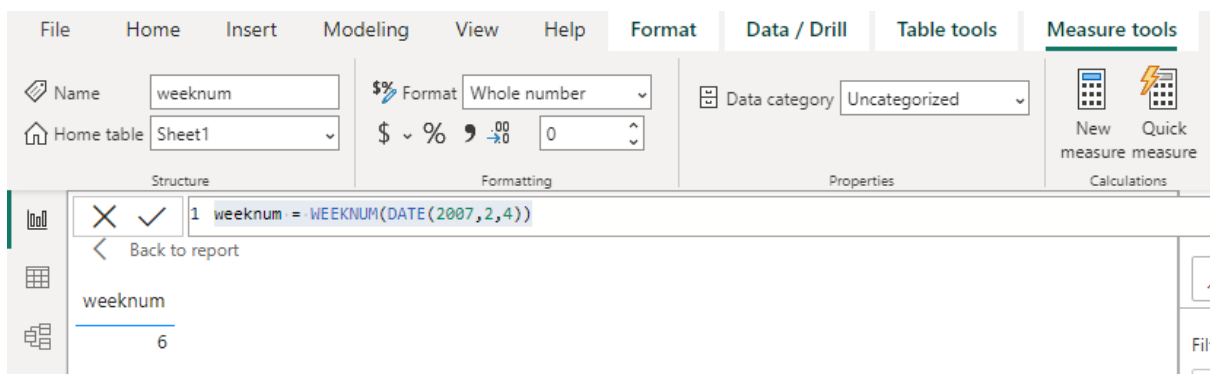 File Home Insert Modeling View Help Format Data / Drill Table tools Measure tools
Name weeknum $% Format Whole number Data category Uncategorized
Home table Sheet1 $ % 9 .00 →.0 0 New Quick
measure measure
Structure Formatting Properties Calculations
1 weeknum = WEEKNUM(DATE(2007,2,4))
Back to report
weeknum
6